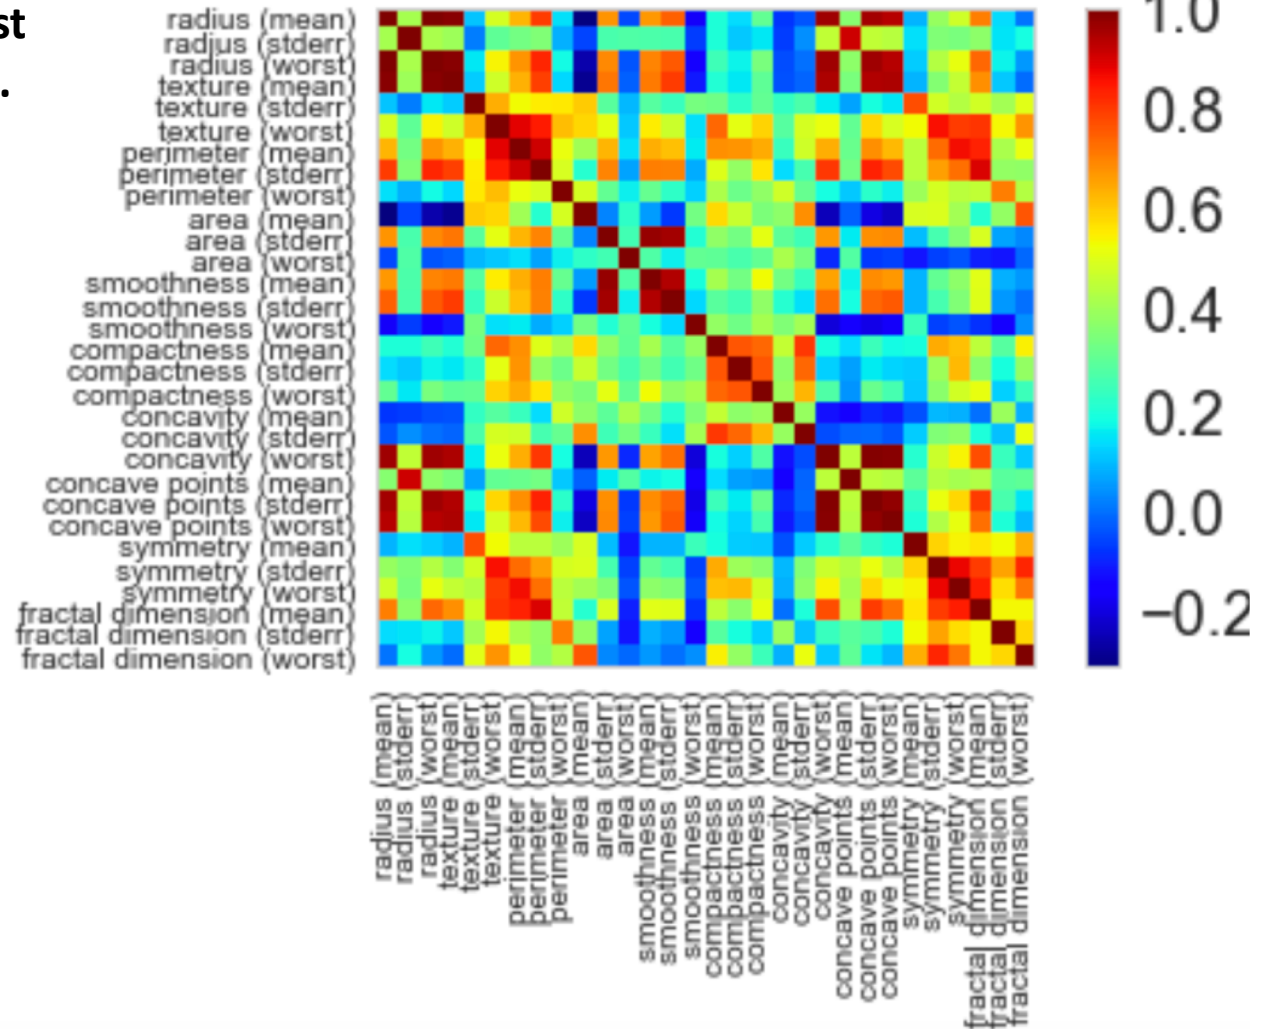 st
.
radius (mean)
radius (stderr)
radius (worst)
texture (mean)
texture (stderr)
texture (worst)
perimeter (mean)
perimeter (stderr)
perimeter (worst)
area (mean)
area (stderr)
area (worst)
smoothness (mean)
smoothness (stderr)
smoothness (worst)
compactness (mean)
compactness (stderr)
compactness (worst)
concavity (mean)
concavity (stderr)
concavity (worst)
concave points (mean)
concave points (stderr)
concave points (worst)
symmetry (mean)
symmetry (stderr)
symmetry (worst)
fractal dimension (mean)
fractal dimension (stderr)
fractal dimension (worst)
1.0
0.8
0.6
0.4
0.2
0.0
−0.2
radius (mean)
radius (stderr)
radius (worst)
texture (mean)
texture (stderr)
texture (worst)
perimeter (mean)
perimeter (stderr)
perimeter (worst)
area (mean)
area (stderr)
area (worst)
smoothness (mean)
smoothness (stderr)
smoothness (worst)
compactness (mean)
compactness (stderr)
compactness (worst)
concavity (mean)
concavity (stderr)
concavity (worst)
concave points (mean)
concave points (stderr)
concave points (worst)
symmetry (mean)
symmetry (stderr)
symmetry (worst)
fractal dimension (mean)
fractal dimension (stderr)
fractal dimension (worst)